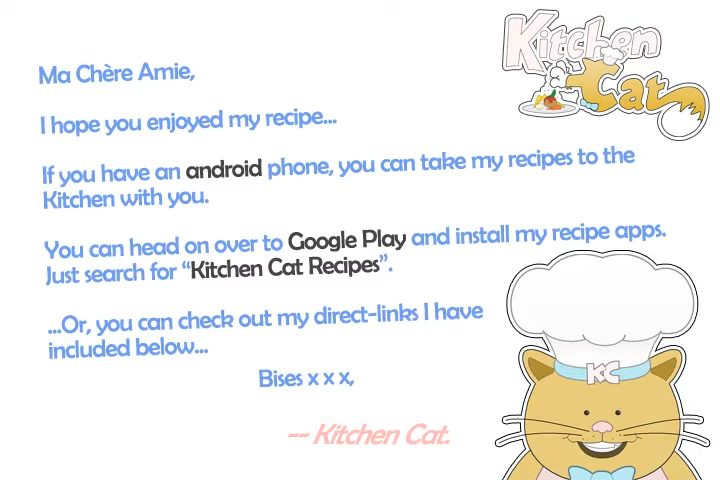 Kitchen
Cat
Ma Chère Amie,
I hope you enjoyed my recipe...
If you have an android phone, you can take my recipes to the
Kitchen with you.
You can head on over to Google Play and install my recipe apps.
Just search for “Kitchen Cat Recipes”.
...Or, you can check out my direct-links I have
included below...
Bises x x x,
-- Kitchen Cat.
KC